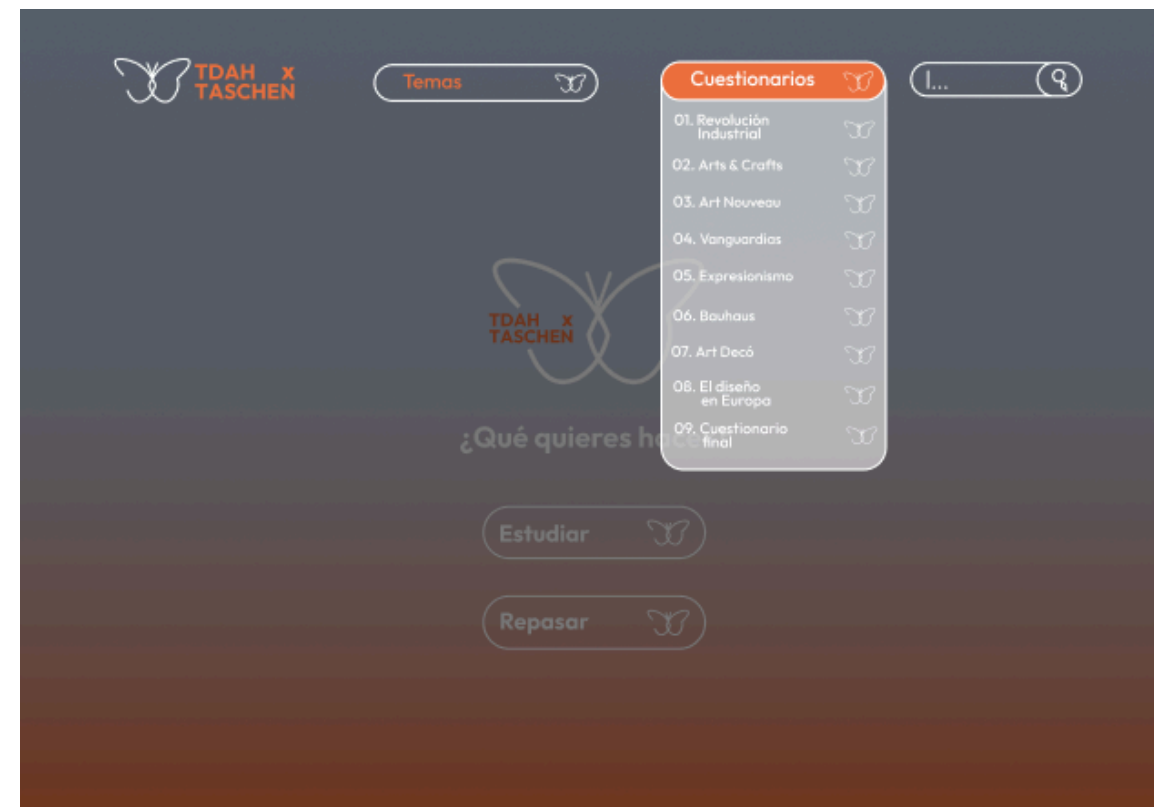 TDAH x
TASCHEN
Temas
Cuestionarios
I...
01. Revolución
Industrial
02. Arts & Crafts
03. Art Nouveau
04. Vanguardias
05. Expresionismo
06. Bauhaus
07. Art Decó
08. El diseño
en Europa
09. Cuestionario
final
TDAH x
TASCHEN
¿Qué quieres hacer
Estudiar
Repasar